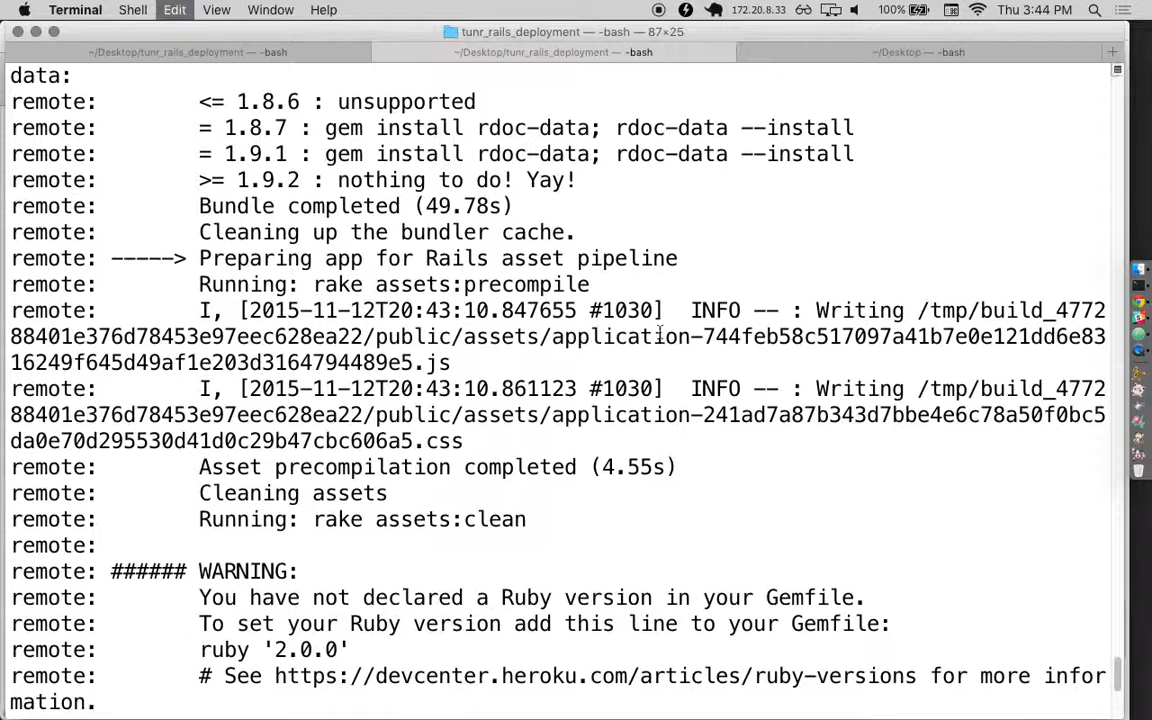 Terminal Shell Edit View Window Help 172.20.8.33 100% Thu 3:44 PM
tunr_rails_deployment — -bash — 87×25
~/Desktop/tunr_rails_deployment — -bash ~/Desktop/tunr_rails_deployment — -bash ~/Desktop — -bash
data:
remote: <= 1.8.6 : unsupported
remote: = 1.8.7 : gem install rdoc-data; rdoc-data --install
remote: = 1.9.1 : gem install rdoc-data; rdoc-data --install
remote: >= 1.9.2 : nothing to do! Yay!
remote: Bundle completed (49.78s)
remote: Cleaning up the bundler cache.
remote: -----> Preparing app for Rails asset pipeline
remote: Running: rake assets:precompile
remote: I, [2015-11-12T20:43:10.847655 #1030] INFO -- : Writing /tmp/build_4772
88401e376d78453e97eec628ea22/public/assets/application-744feb58c517097a41b7e0e121dd6e83
16249f645d49af1e203d3164794489e5.js
remote: I, [2015-11-12T20:43:10.861123 #1030] INFO -- : Writing /tmp/build_4772
88401e376d78453e97eec628ea22/public/assets/application-241ad7a87b343d7bbe4e6c78a50f0bc5
da0e70d295530d41d0c29b47cbc606a5.css
remote: Asset precompilation completed (4.55s)
remote: Cleaning assets
remote: Running: rake assets:clean
remote:
remote: ###### WARNING:
remote: You have not declared a Ruby version in your Gemfile.
remote: To set your Ruby version add this line to your Gemfile:
remote: ruby '2.0.0'
remote: # See https://devcenter.heroku.com/articles/ruby-versions for more infor
mation.